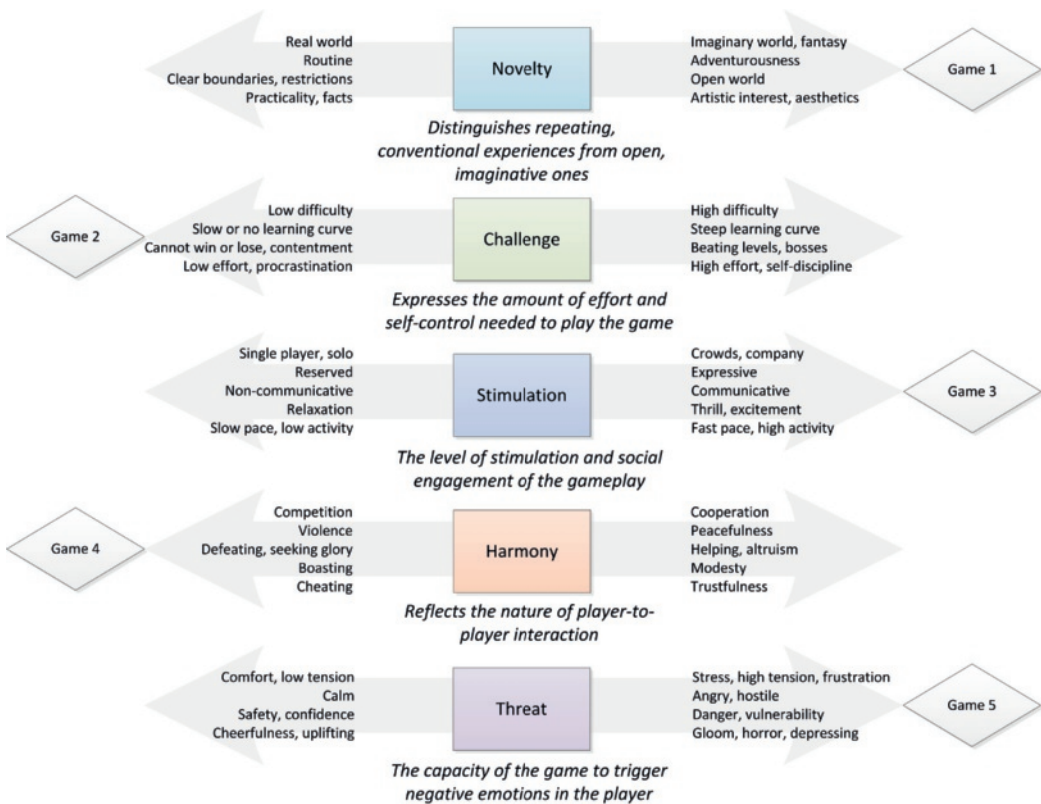 Real world
Routine
Clear boundaries, restrictions
Practicality, facts
Novelty
Imaginary world, fantasy
Adventurousness
Open world
Artistic interest, aesthetics
Game 1
Distinguishes repeating,
conventional experiences from open,
imaginative ones
Game 2
Low difficulty
Slow or no learning curve
Cannot win or lose, contentment
Low effort, procrastination
Challenge
High difficulty
Steep learning curve
Beating levels, bosses
High effort, self-discipline
Expresses the amount of effort and
self-control needed to play the game
Single player, solo
Reserved
Non-communicative
Relaxation
Slow pace, low activity
Stimulation
Crowds, company
Expressive
Communicative
Thrill, excitement
Fast pace, high activity
Game 3
The level of stimulation and social
engagement of the gameplay
Game 4
Competition
Violence
Defeating, seeking glory
Boasting
Cheating
Harmony
Cooperation
Peacefulness
Helping, altruism
Modesty
Trustfulness
Reflects the nature of player-to-
player interaction
Comfort, low tension
Calm
Safety, confidence
Cheerfulness, uplifting
Threat
Stress, high tension, frustration
Angry, hostile
Danger, vulnerability
Gloom, horror, depressing
Game 5
The capacity of the game to trigger
negative emotions in the player